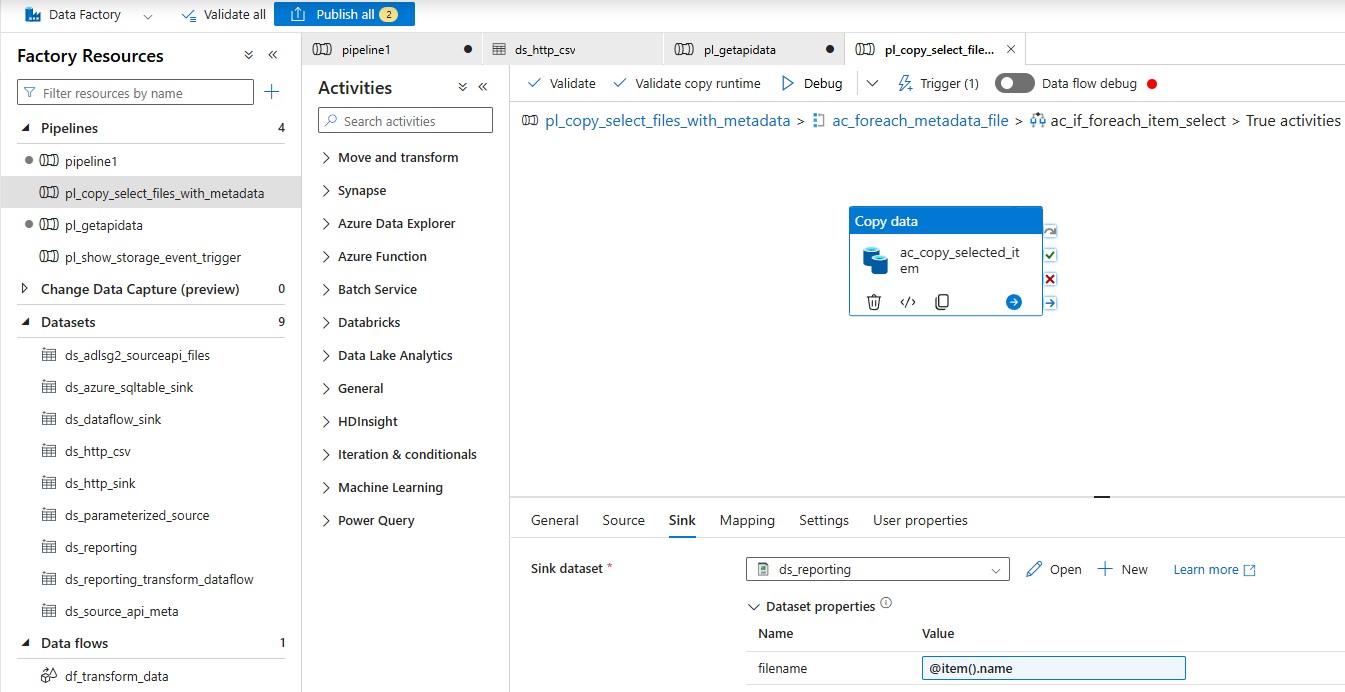 Data Factory
Validate all
Publish all 2
Factory Resources
Filter resources by name
Pipelines 4
pipeline1
pl_copy_select_files_with_metadata
pl_getapidata
pl_show_storage_event_trigger
Change Data Capture (preview) 0
Datasets 9
ds_adlsg2_sourceapi_files
ds_azure_sqltable_sink
ds_dataflow_sink
ds_http_csv
ds_http_sink
ds_parameterized_source
ds_reporting
ds_reporting_transform_dataflow
ds_source_api_meta
Data flows 1
df_transform_data
pipeline1
ds_http_csv
pl_getapidata
pl_copy_select_file...
Activities
Search activities
Move and transform
Synapse
Azure Data Explorer
Azure Function
Batch Service
Databricks
Data Lake Analytics
General
HDInsight
Iteration & conditionals
Machine Learning
Power Query
Validate
Validate copy runtime
Debug
Trigger (1)
Data flow debug
pl_copy_select_files_with_metadata > ac_foreach_metadata_file > ac_if_foreach_item_select > True activities
Copy data
ac_copy_selected_it
em
General Source Sink Mapping Settings User properties
Sink dataset *
ds_reporting
Open
New
Learn more
Dataset properties
Name Value
filename @item().name